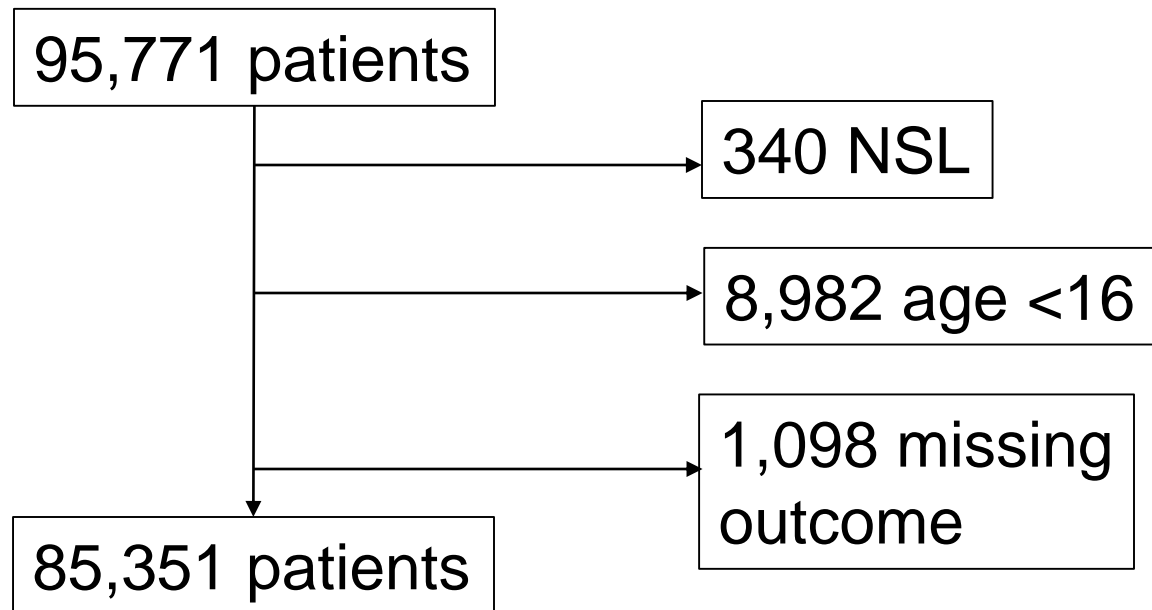 95,771 patients
340 NSL
8,982 age <16
1,098 missing
outcome
85,351 patients